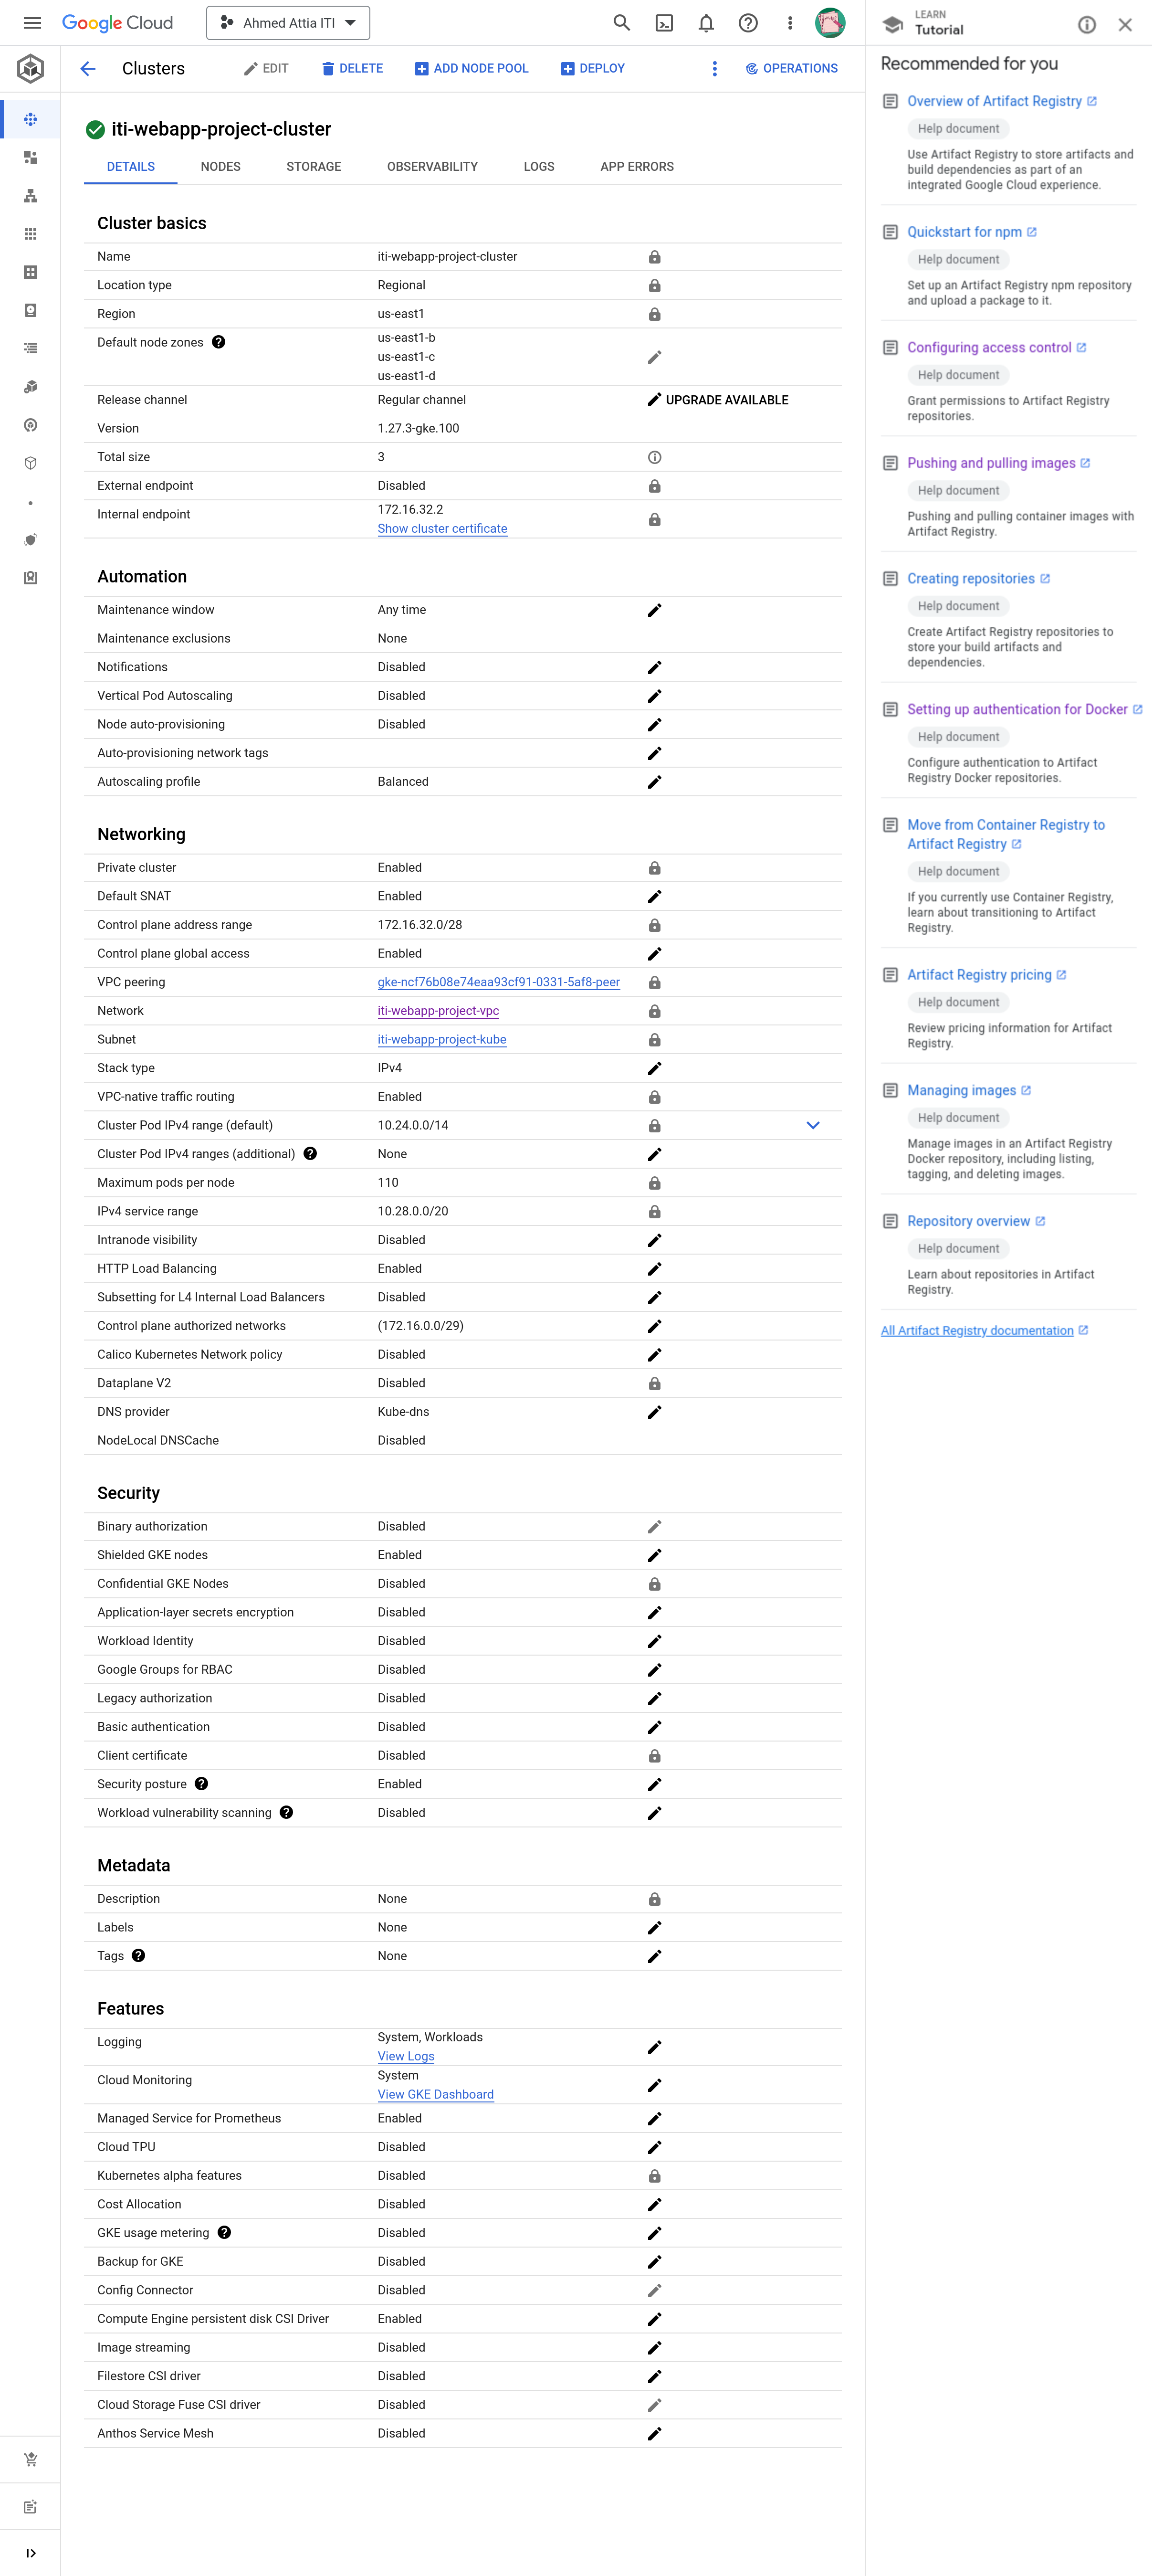 Google Cloud
Ahmed Attia ITI
Clusters
EDIT
DELETE
ADD NODE POOL
DEPLOY
OPERATIONS
iti-webapp-project-cluster
DETAILS
NODES
STORAGE
OBSERVABILITY
LOGS
APP ERRORS
Cluster basics
Name iti-webapp-project-cluster
Location type Regional
Region us-east1
Default node zones us-east1-b
us-east1-c
us-east1-d
Release channel Regular channel UPGRADE AVAILABLE
Version 1.27.3-gke.100
Total size 3
External endpoint Disabled
Internal endpoint 172.16.32.2
Show cluster certificate
Automation
Maintenance window Any time
Maintenance exclusions None
Notifications Disabled
Vertical Pod Autoscaling Disabled
Node auto-provisioning Disabled
Auto-provisioning network tags
Autoscaling profile Balanced
Networking
Private cluster Enabled
Default SNAT Enabled
Control plane address range 172.16.32.0/28
Control plane global access Enabled
VPC peering gke-ncf76b08e74eaa93cf91-0331-5af8-peer
Network iti-webapp-project-vpc
Subnet iti-webapp-project-kube
Stack type IPv4
VPC-native traffic routing Enabled
Cluster Pod IPv4 range (default) 10.24.0.0/14
Cluster Pod IPv4 ranges (additional) None
Maximum pods per node 110
IPv4 service range 10.28.0.0/20
Intranode visibility Disabled
HTTP Load Balancing Enabled
Subsetting for L4 Internal Load Balancers Disabled
Control plane authorized networks (172.16.0.0/29)
Calico Kubernetes Network policy Disabled
Dataplane V2 Disabled
DNS provider Kube-dns
NodeLocal DNSCache Disabled
Security
Binary authorization Disabled
Shielded GKE nodes Enabled
Confidential GKE Nodes Disabled
Application-layer secrets encryption Disabled
Workload Identity Disabled
Google Groups for RBAC Disabled
Legacy authorization Disabled
Basic authentication Disabled
Client certificate Disabled
Security posture Enabled
Workload vulnerability scanning Disabled
Metadata
Description None
Labels None
Tags None
Features
Logging System, Workloads
View Logs
Cloud Monitoring System
View GKE Dashboard
Managed Service for Prometheus Enabled
Cloud TPU Disabled
Kubernetes alpha features Disabled
Cost Allocation Disabled
GKE usage metering Disabled
Backup for GKE Disabled
Config Connector Disabled
Compute Engine persistent disk CSI Driver Enabled
Image streaming Disabled
Filestore CSI driver Disabled
Cloud Storage Fuse CSI driver Disabled
Anthos Service Mesh Disabled
LEARN
Tutorial
Recommended for you
Overview of Artifact Registry
Help document
Use Artifact Registry to store artifacts and
build dependencies as part of an
integrated Google Cloud experience.
Quickstart for npm
Help document
Set up an Artifact Registry npm repository
and upload a package to it.
Configuring access control
Help document
Grant permissions to Artifact Registry
repositories.
Pushing and pulling images
Help document
Pushing and pulling container images with
Artifact Registry.
Creating repositories
Help document
Create Artifact Registry repositories to
store your build artifacts and
dependencies.
Setting up authentication for Docker
Help document
Configure authentication to Artifact
Registry Docker repositories.
Move from Container Registry to
Artifact Registry
Help document
If you currently use Container Registry,
learn about transitioning to Artifact
Registry.
Artifact Registry pricing
Help document
Review pricing information for Artifact
Registry.
Managing images
Help document
Manage images in an Artifact Registry
Docker repository, including listing,
tagging, and deleting images.
Repository overview
Help document
Learn about repositories in Artifact
Registry.
All Artifact Registry documentation